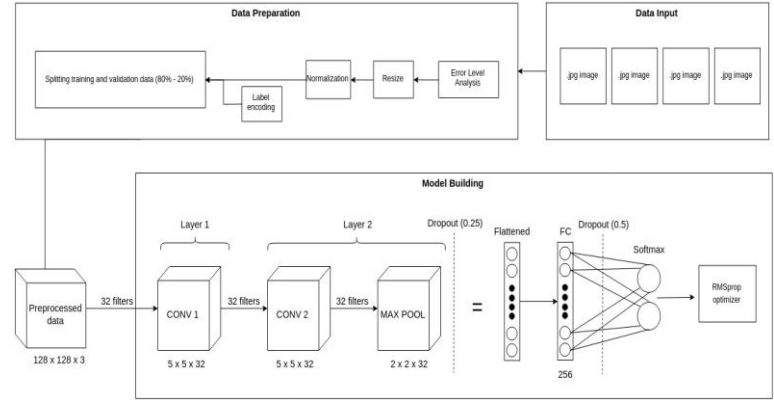 Data Preparation
Data Input
Splitting training and validation data (80% - 20%)
Label
encoding
Normalization
Resize
Error Level
Analysis
.jpg image
.jpg image
.jpg image
.jpg image
Model Building
Layer 1
Layer 2
Dropout (0.25)
Flattened
FC
Dropout (0.5)
Softmax
Preprocessed
data
32 filters
CONV 1
32 filters
CONV 2
32 filters
MAX POOL
=
RMSprop
optimizer
128 x 128 x 3
5 x 5 x 32
5 x 5 x 32
2 x 2 x 32
256